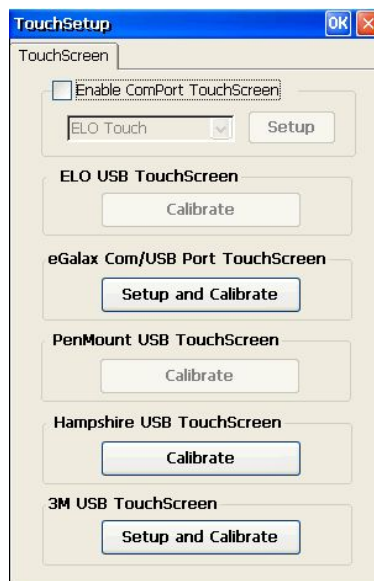 TouchSetup OK
TouchScreen
Enable ComPort TouchScreen
ELO Touch Setup
ELO USB TouchScreen
Calibrate
eGalax Com/USB Port TouchScreen
Setup and Calibrate
PenMount USB TouchScreen
Calibrate
Hampshire USB TouchScreen
Calibrate
3M USB TouchScreen
Setup and Calibrate